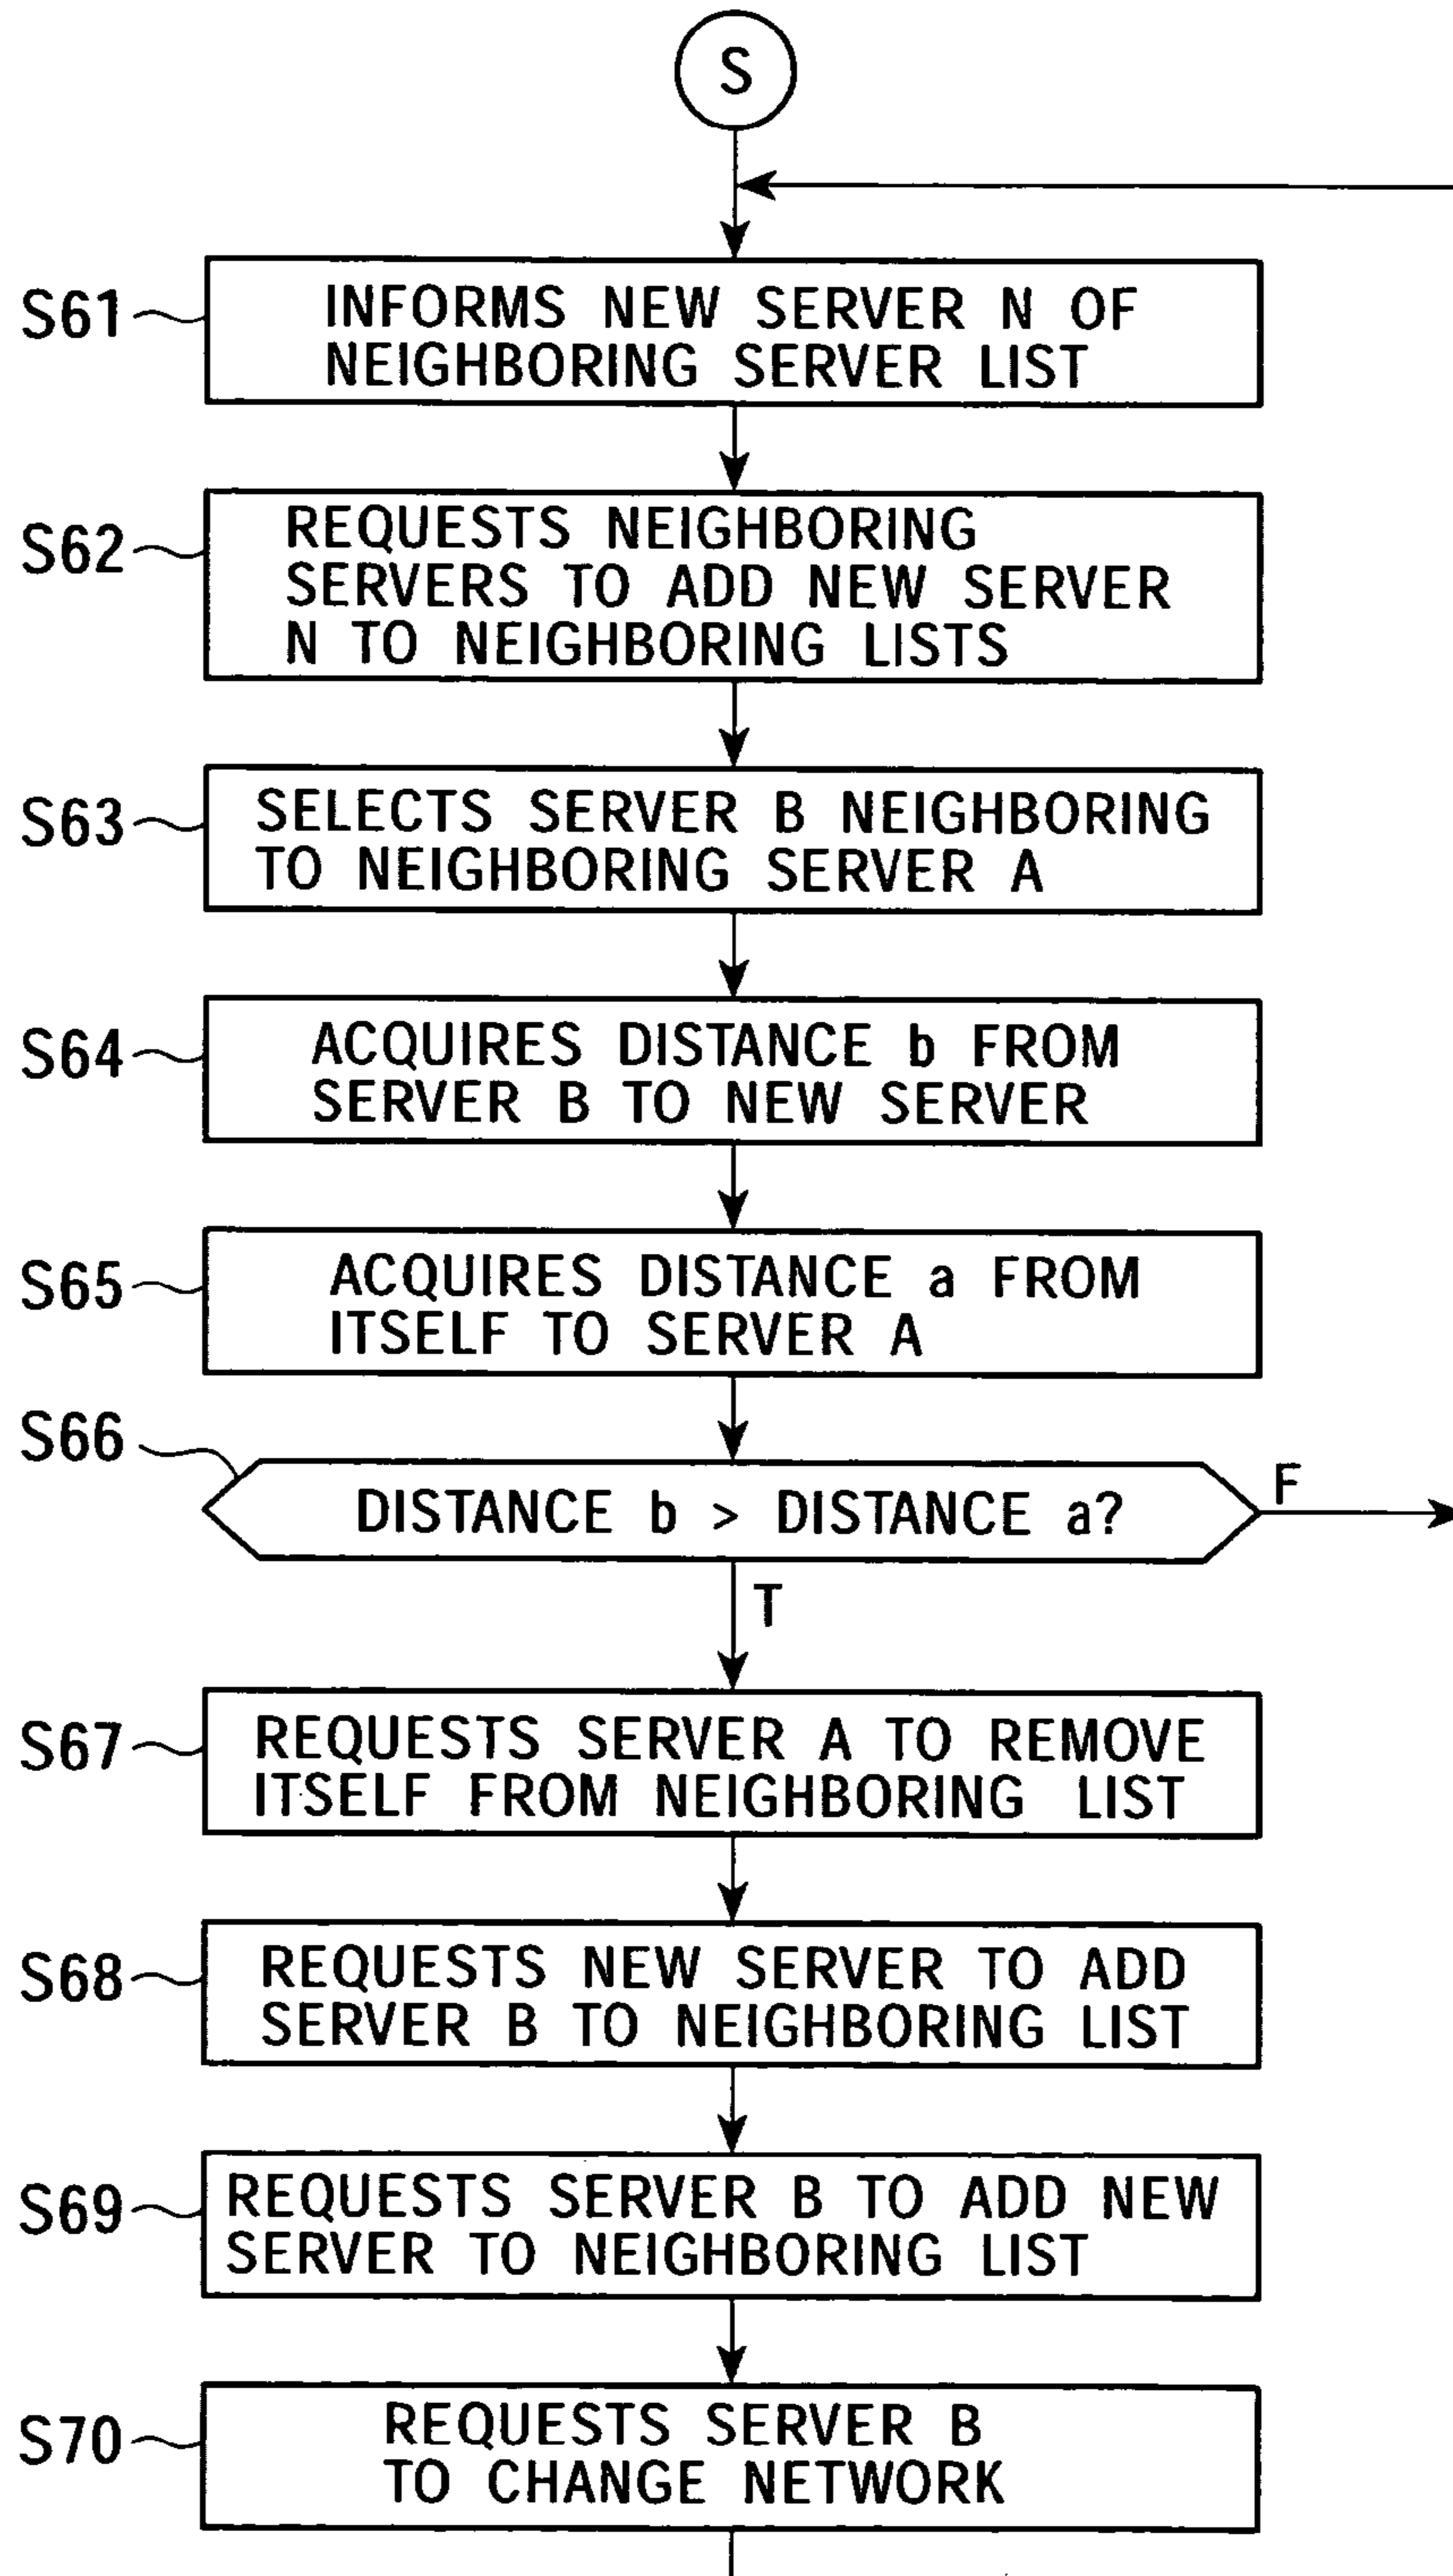 S
S61
INFORMS NEW SERVER N OF
NEIGHBORING SERVER LIST
S62
REQUESTS NEIGHBORING
SERVERS TO ADD NEW SERVER
N TO NEIGHBORING LISTS
S63
SELECTS SERVER B NEIGHBORING
TO NEIGHBORING SERVER A
S64
ACQUIRES DISTANCE b FROM
SERVER B TO NEW SERVER
S65
ACQUIRES DISTANCE a FROM
ITSELF TO SERVER A
S66
DISTANCE b > DISTANCE a?
F
T
S67
REQUESTS SERVER A TO REMOVE
ITSELF FROM NEIGHBORING LIST
S68
REQUESTS NEW SERVER TO ADD
SERVER B TO NEIGHBORING LIST
S69
REQUESTS SERVER B TO ADD NEW
SERVER TO NEIGHBORING LIST
S70
REQUESTS SERVER B
TO CHANGE NETWORK